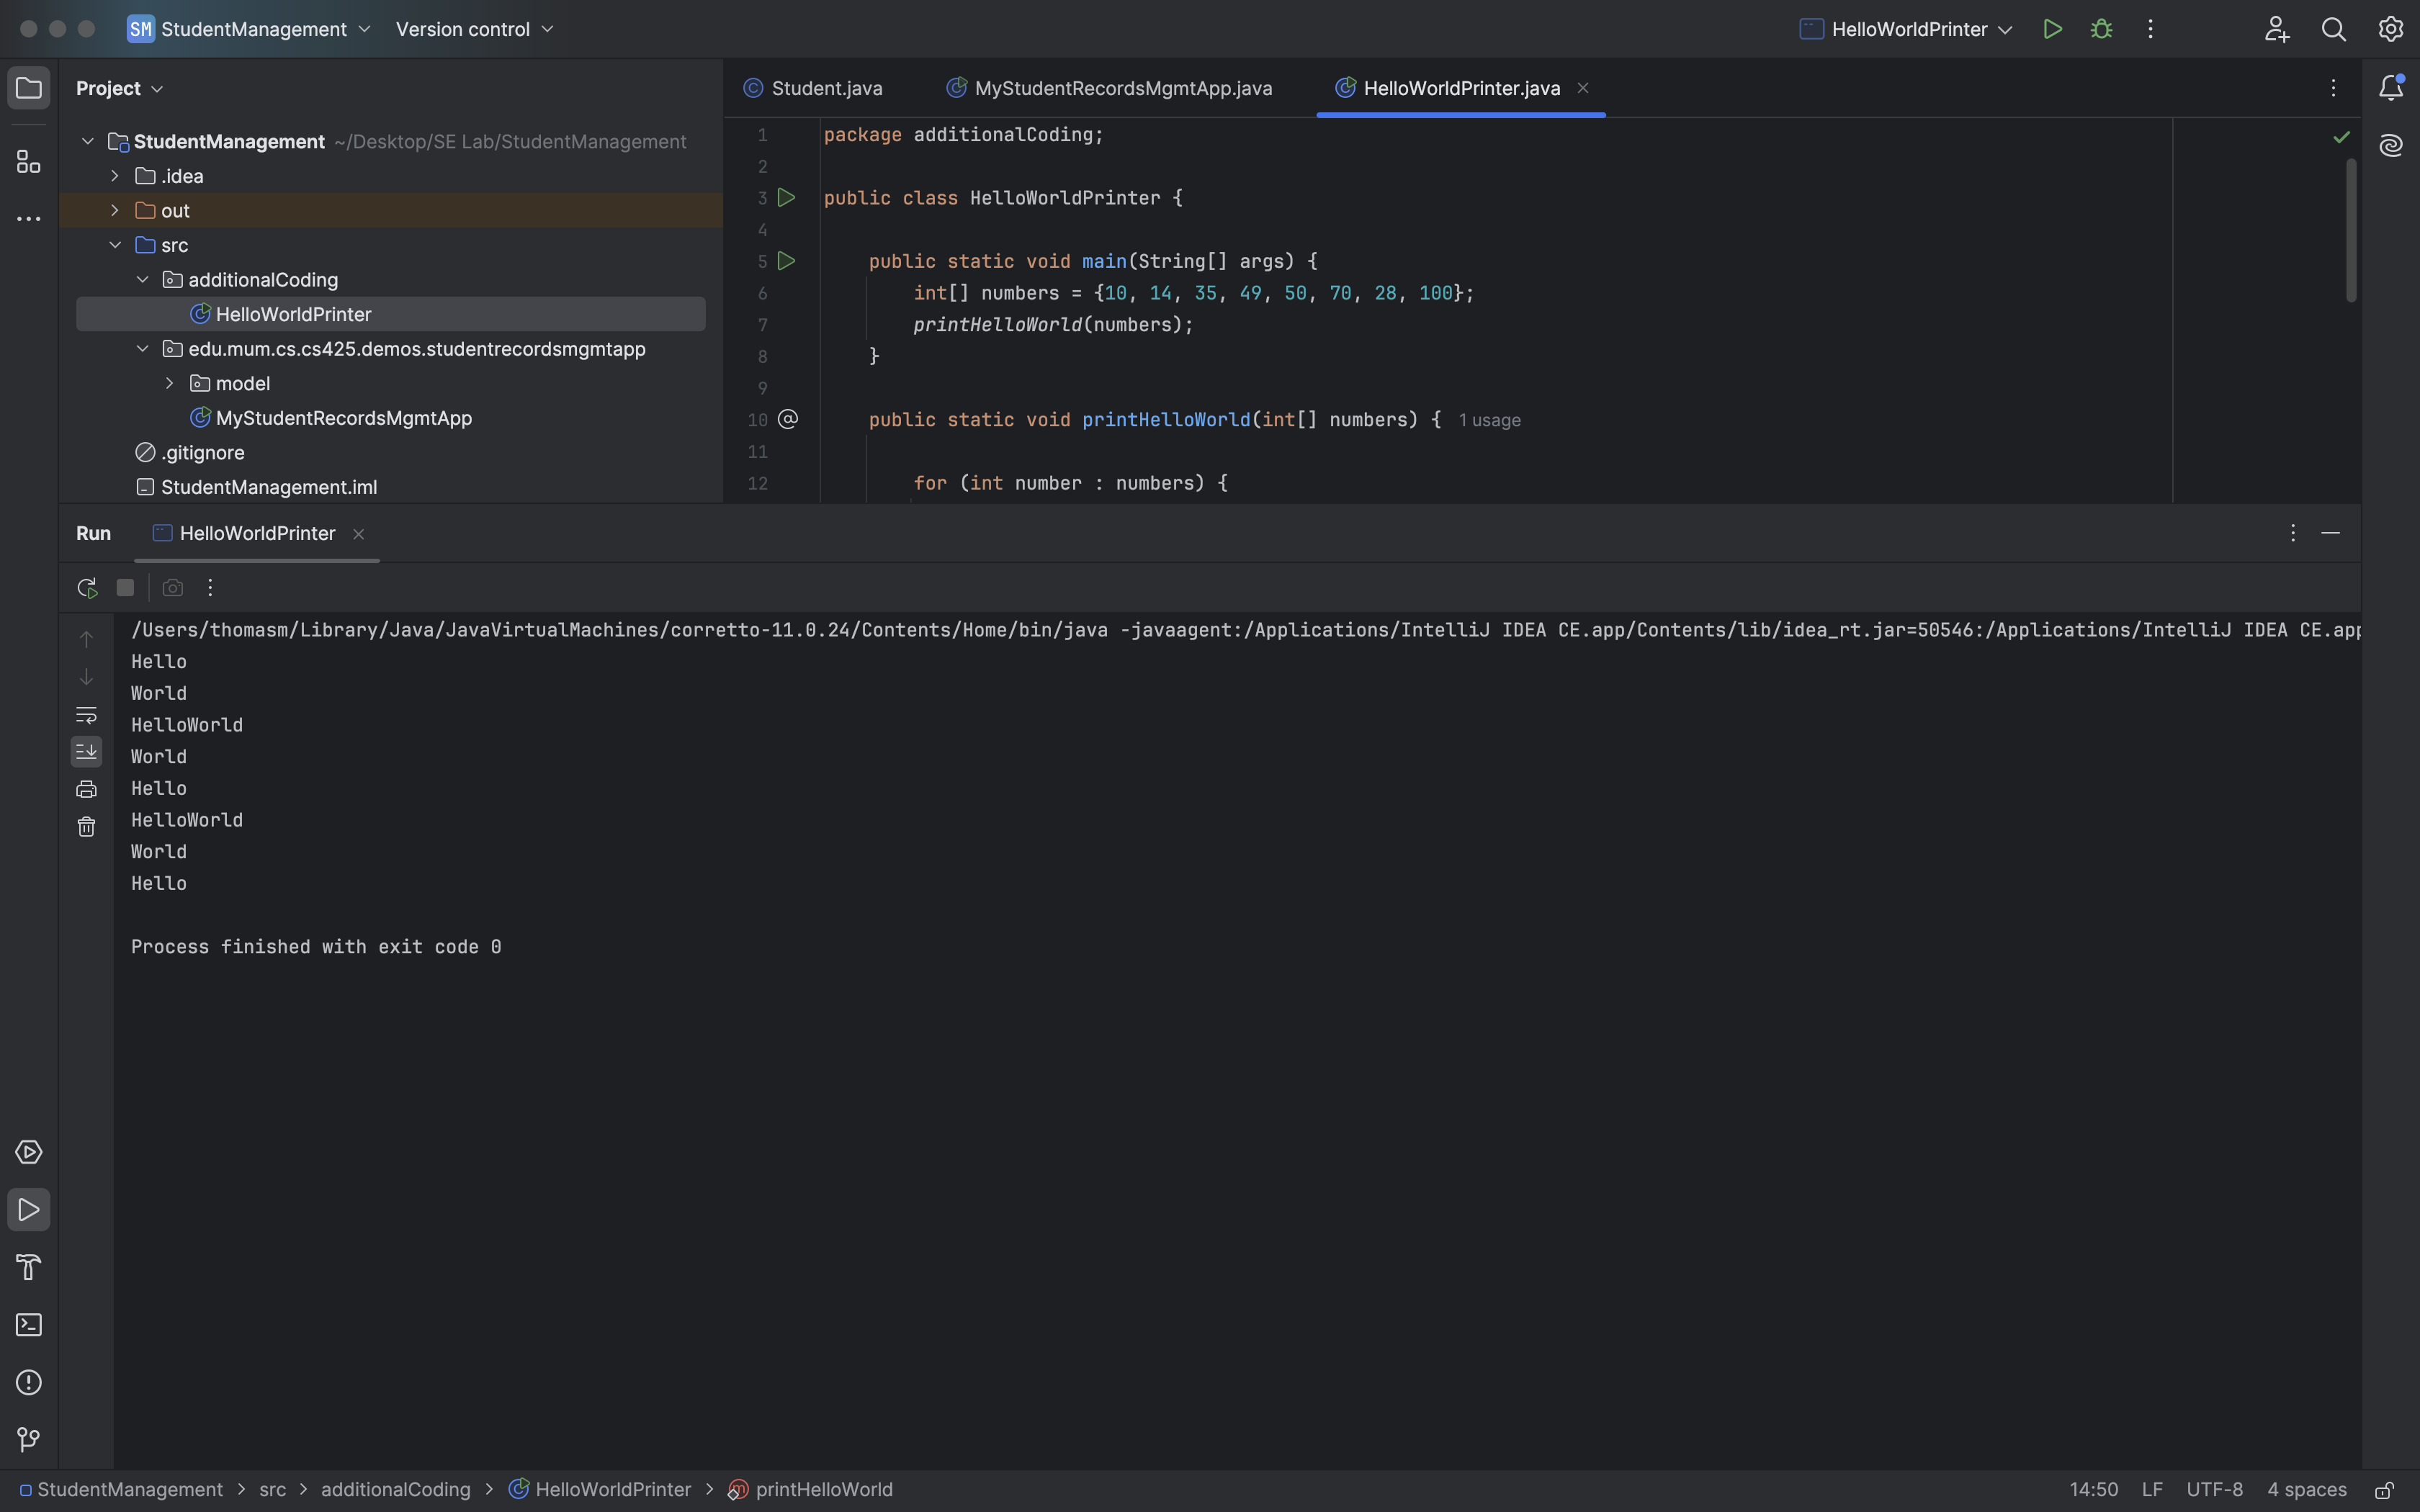 SM StudentManagement Version control HelloWorldPrinter
Project
StudentManagement ~/Desktop/SE Lab/StudentManagement
.idea
out
src
additionalCoding
HelloWorldPrinter
edu.mum.cs.cs425.demos.studentrecordsmgmtapp
model
MyStudentRecordsMgmtApp
.gitignore
StudentManagement.iml
Student.java MyStudentRecordsMgmtApp.java HelloWorldPrinter.java
1 package additionalCoding;
2
3 public class HelloWorldPrinter {
4
5 public static void main(String[] args) {
6 int[] numbers = {10, 14, 35, 49, 50, 70, 28, 100};
7 printHelloWorld(numbers);
8 }
9
10 @ public static void printHelloWorld(int[] numbers) { 1 usage
11
12 for (int number : numbers) {
Run HelloWorldPrinter
/Users/thomasm/Library/Java/JavaVirtualMachines/corretto-11.0.24/Contents/Home/bin/java -javaagent:/Applications/IntelliJ IDEA CE.app/Contents/lib/idea_rt.jar=50546:/Applications/IntelliJ IDEA CE.app
Hello
World
HelloWorld
World
Hello
HelloWorld
World
Hello
Process finished with exit code 0
StudentManagement > src > additionalCoding > HelloWorldPrinter > printHelloWorld 14:50 LF UTF-8 4 spaces